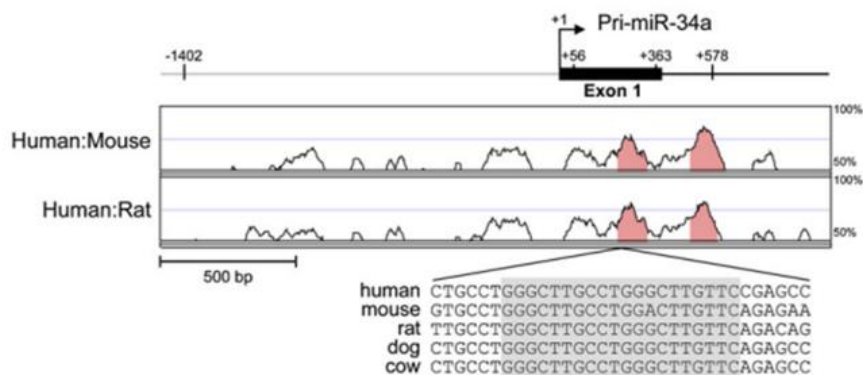 +1 Pri-miR-34a
-1402 +56 +363 +578
Exon 1
100%
Human:Mouse
50%
100%
Human:Rat
50%
500 bp
human CTGCCTGGGCTTGCCTGGGCTTGTTCCGAGCC
mouse GTGCCTGGGCTTGCCTGGACTTGTTCAGAGAA
rat TTGCCTGGGCTTGCCTGGGCTTGTTCAGACAG
dog CTGCCTGGGCTTGCCTGGGCTTGTTCAGAGCC
cow CTGCCTGGGCTTGCCTGGGCTTGTTCAGAGCC